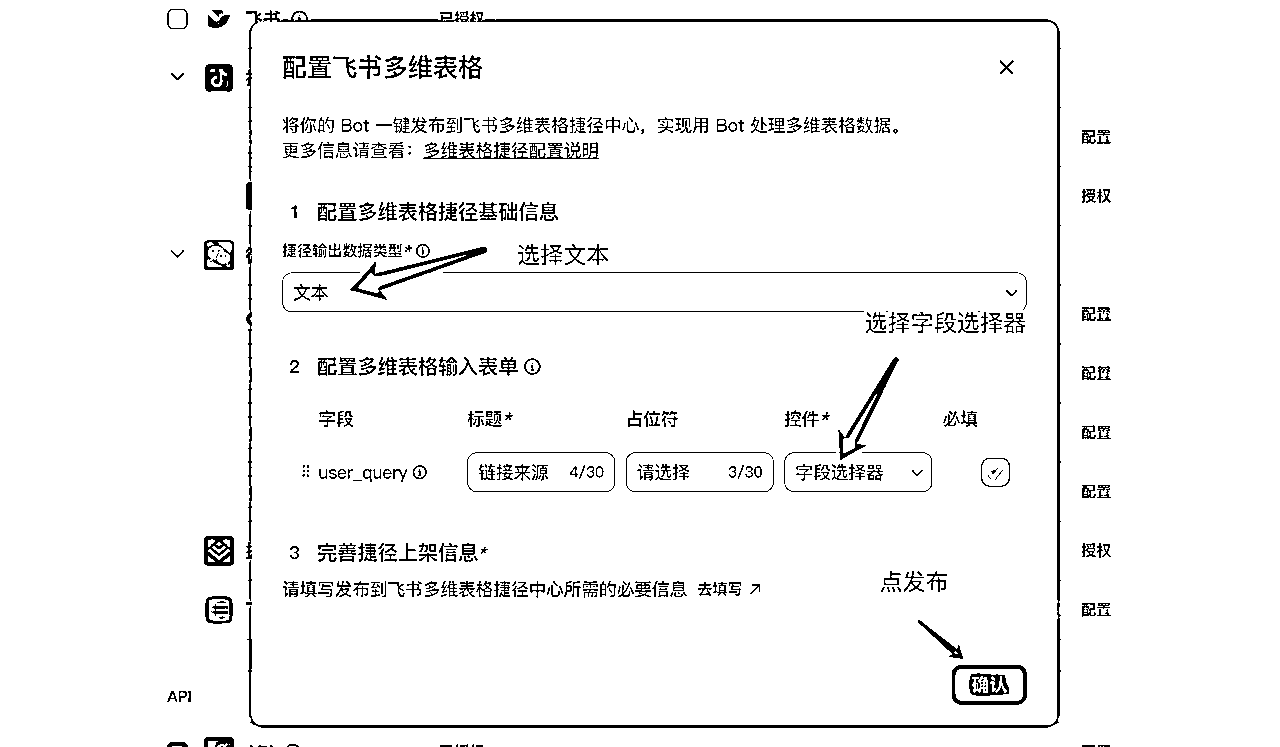 飞书
已授权
配置飞书多维表格
将你的 Bot 一键发布到飞书多维表格捷径中心，实现用 Bot 处理多维表格数据。
更多信息请查看：多维表格捷径配置说明
配置
授权
1 配置多维表格捷径基础信息
捷径输出数据类型*
选择文本
文本
选择字段选择器
配置
2 配置多维表格输入表单
配置
字段 标题* 占位符 控件* 必填
配置
user_query 链接来源 4/30 请选择 3/30 字段选择器
配置
3 完善捷径上架信息*
授权
请填写发布到飞书多维表格捷径中心所需的必要信息 去填写
点发布
配置
确认
API